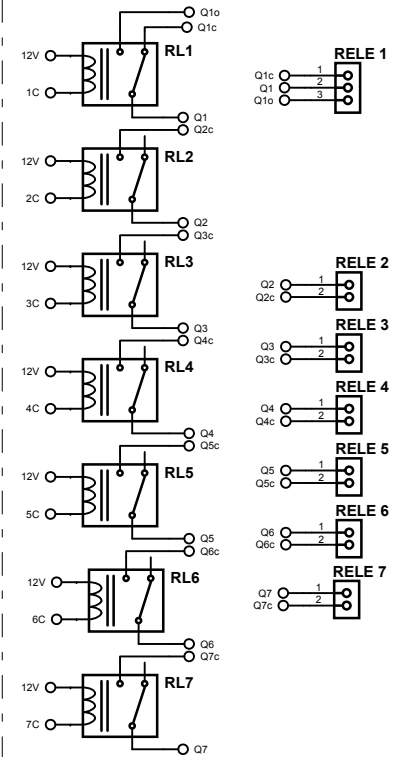 Q1o
Q1c
12V
RL1
1C
Q1
Q2c
12V
RL2
2C
Q2
Q3c
12V
RL3
3C
Q3
Q4c
12V
RL4
4C
Q4
Q5c
12V
RL5
5C
Q5
Q6c
12V
RL6
6C
Q6
Q7c
12V
RL7
7C
Q7
RELE 1
Q1c 1
Q1 2
Q1o 3
RELE 2
Q2 1
Q2c 2
RELE 3
Q3 1
Q3c 2
RELE 4
Q4 1
Q4c 2
RELE 5
Q5 1
Q5c 2
RELE 6
Q6 1
Q6c 2
RELE 7
Q7 1
Q7c 2